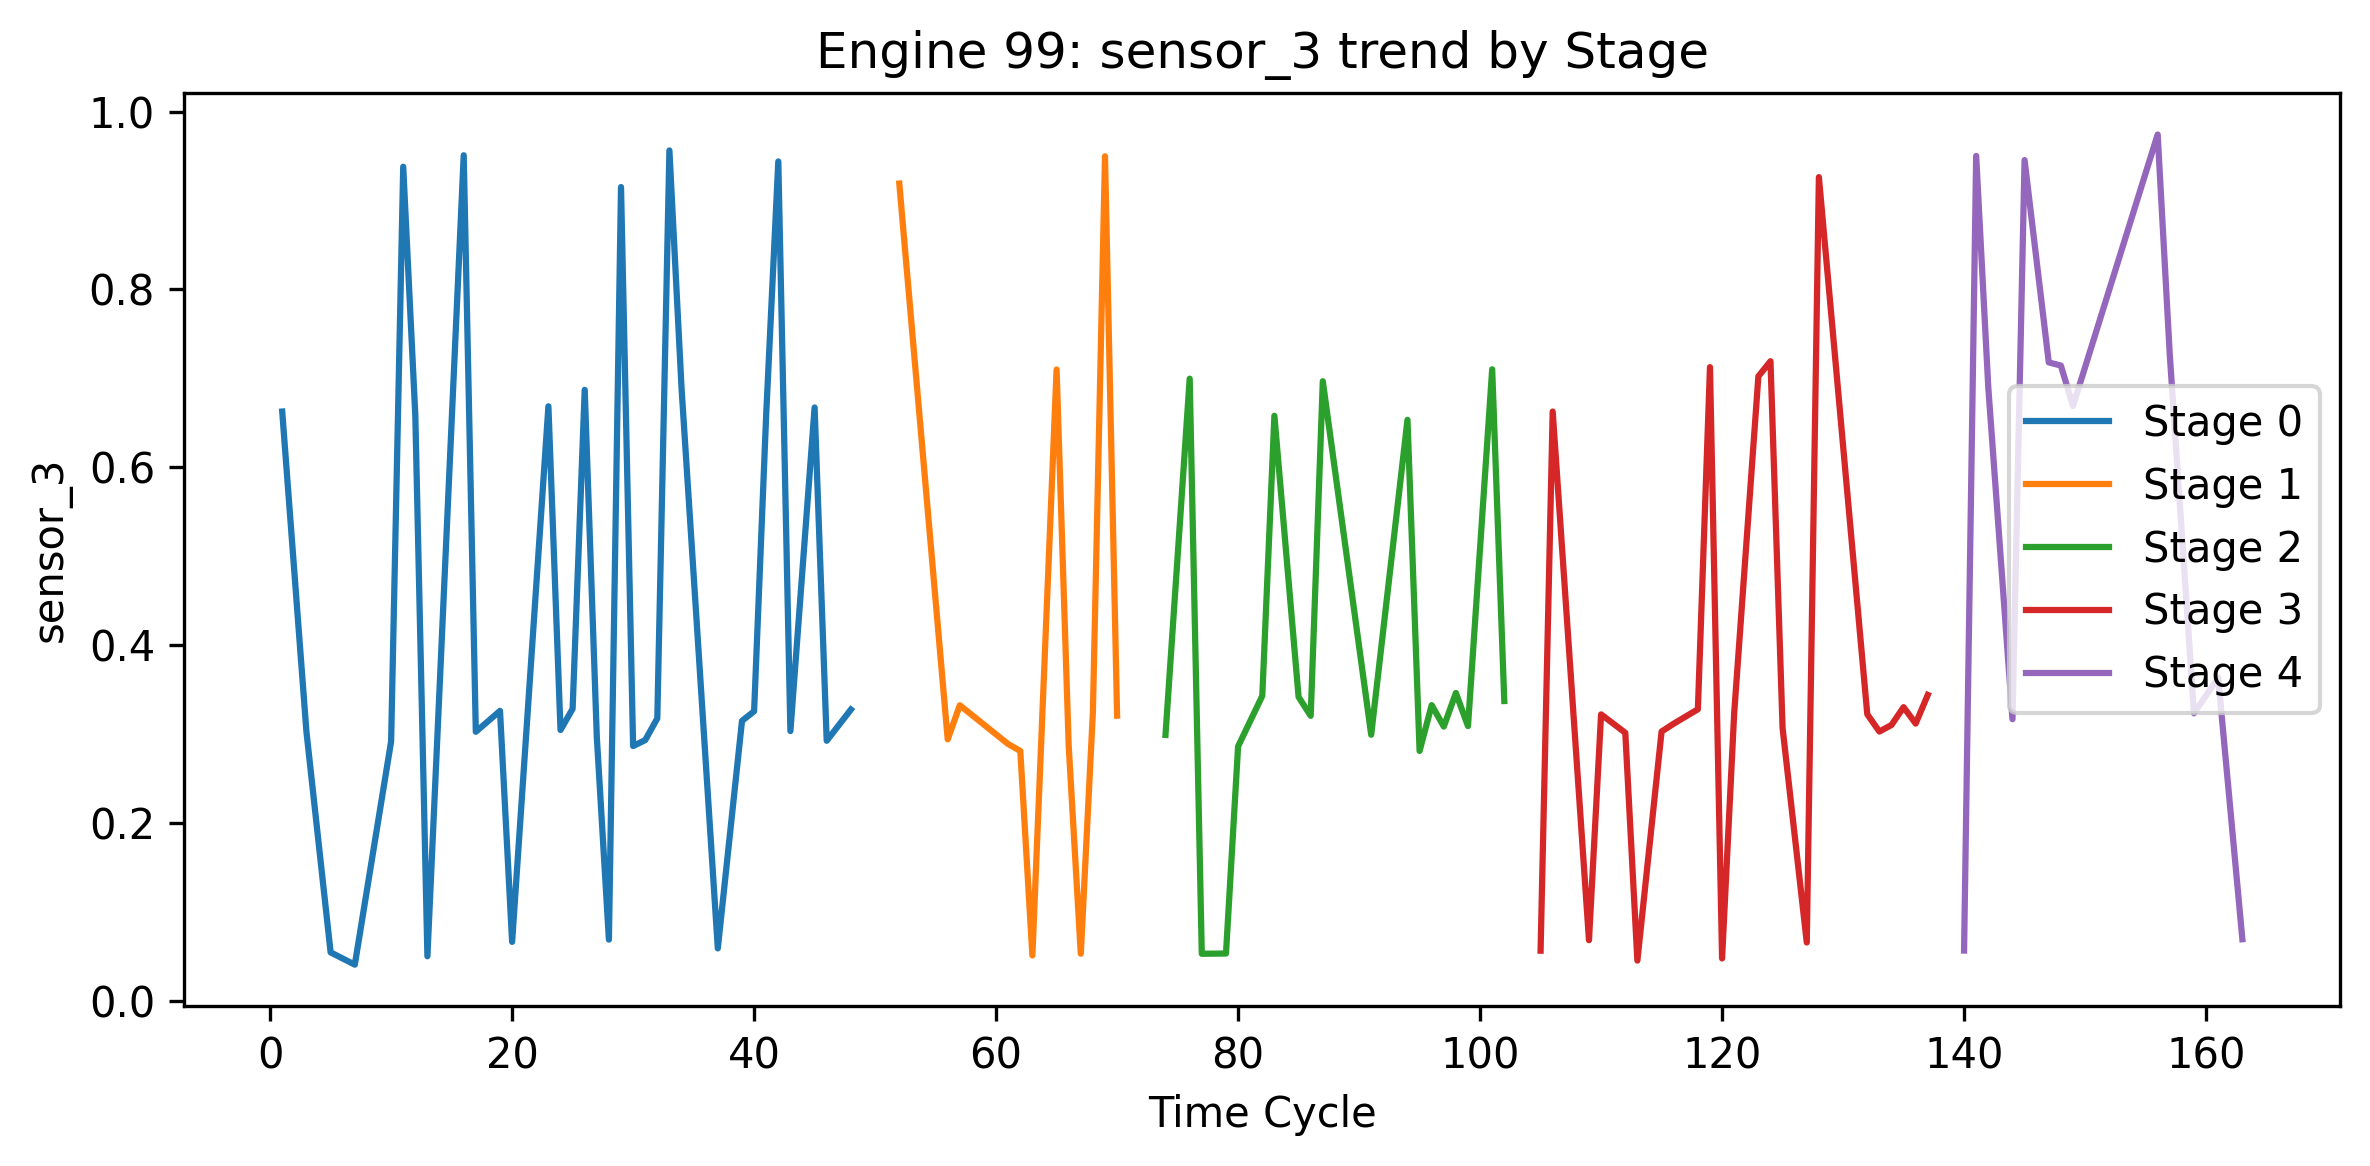 Engine 99: sensor_3 trend by Stage
1.0
0.8
0.6
0.4
0.2
0.0
sensor_3
Stage 0
Stage 1
Stage 2
Stage 3
Stage 4
0 20 40 60 80 100 120 140 160
Time Cycle